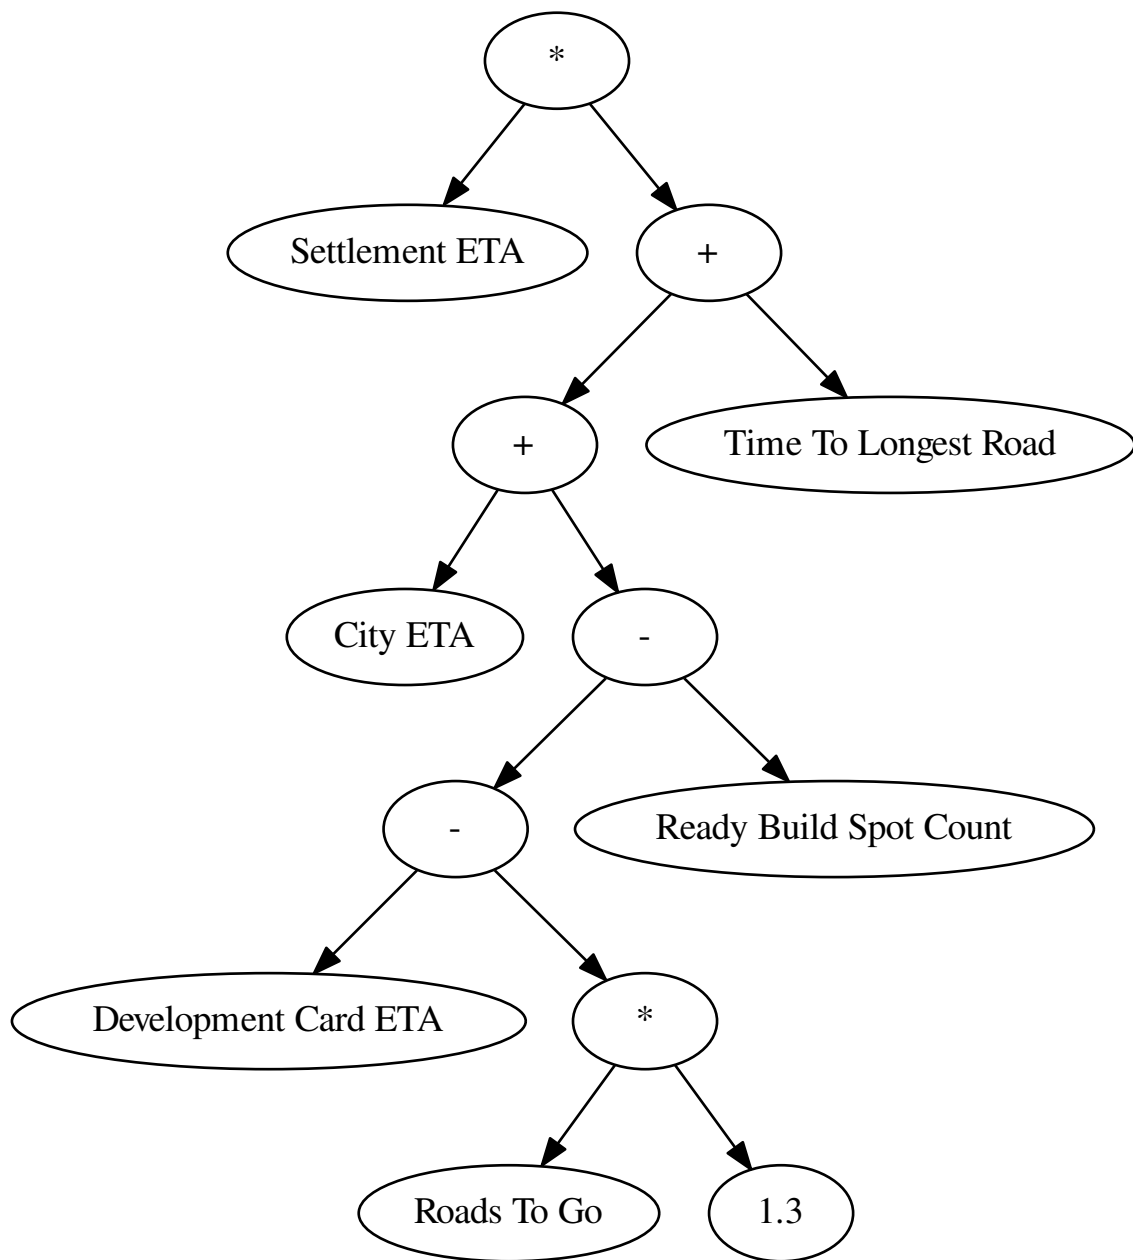 *
Settlement ETA
+
+
Time To Longest Road
City ETA
-
-
Ready Build Spot Count
Development Card ETA
*
Roads To Go
1.3